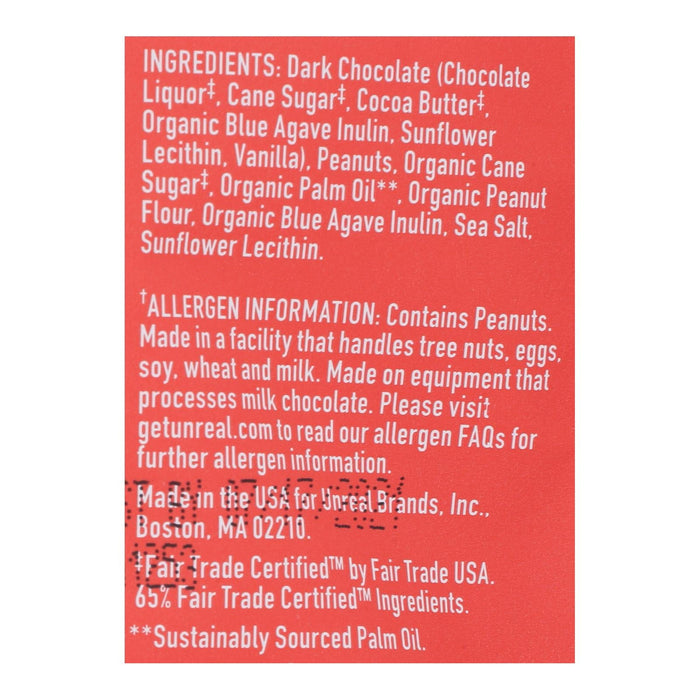 INGREDIENTS: Dark Chocolate (Chocolate
Liquor‡, Cane Sugar‡, Cocoa Butter‡,
Organic Blue Agave Inulin, Sunflower
Lecithin, Vanilla), Peanuts, Organic Cane
Sugar‡, Organic Palm Oil**, Organic Peanut
Flour, Organic Blue Agave Inulin, Sea Salt,
Sunflower Lecithin.
†ALLERGEN INFORMATION: Contains Peanuts.
Made in a facility that handles tree nuts, eggs,
soy, wheat and milk. Made on equipment that
processes milk chocolate. Please visit
getunreal.com to read our allergen FAQs for
further allergen information.
Made in the USA for Unreal Brands, Inc.,
Boston, MA 02210.
‡Fair Trade Certified™ by Fair Trade USA.
65% Fair Trade Certified™ Ingredients.
**Sustainably Sourced Palm Oil.